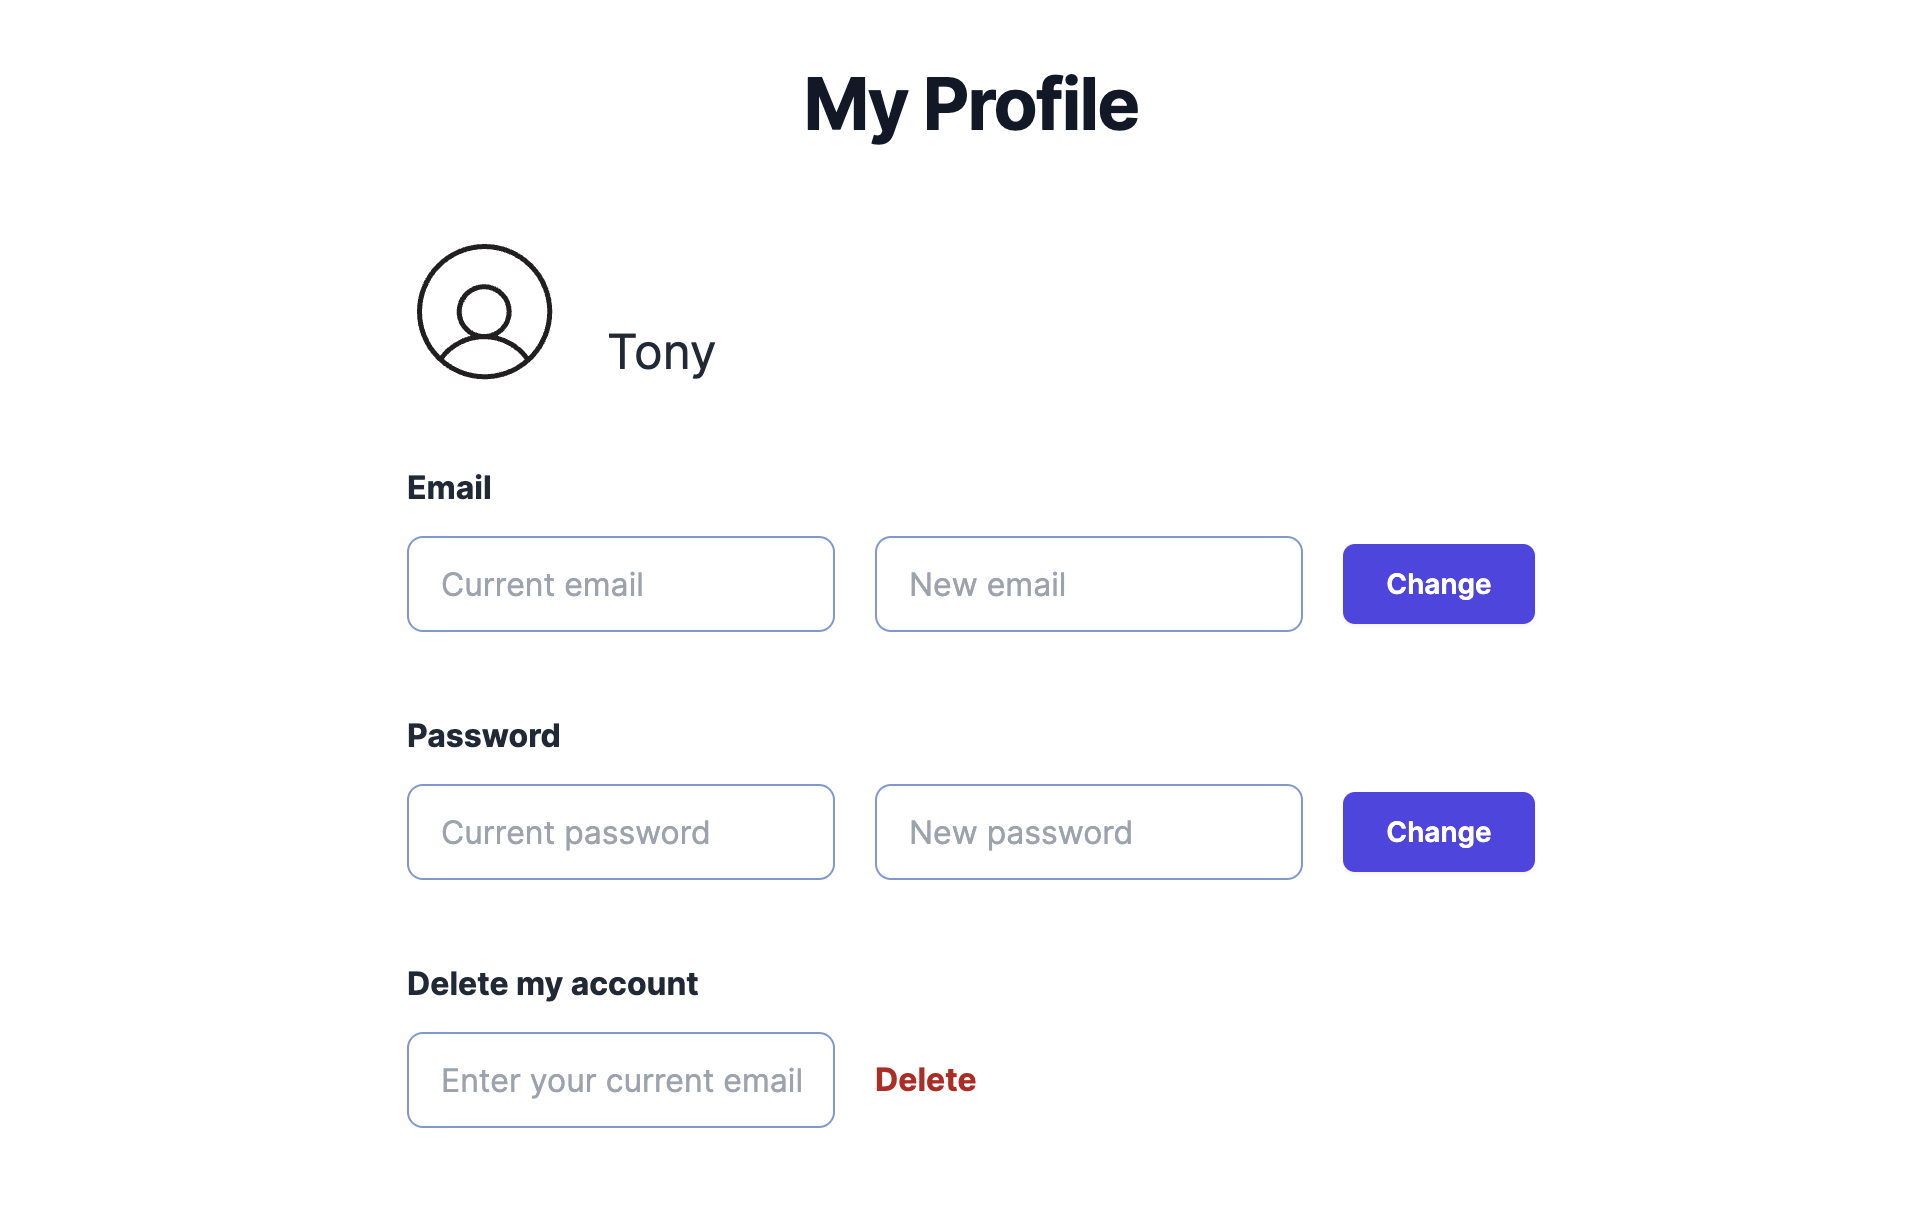 My Profile
Tony
Email
Current email
New email
Change
Password
Current password
New password
Change
Delete my account
Enter your current email
Delete